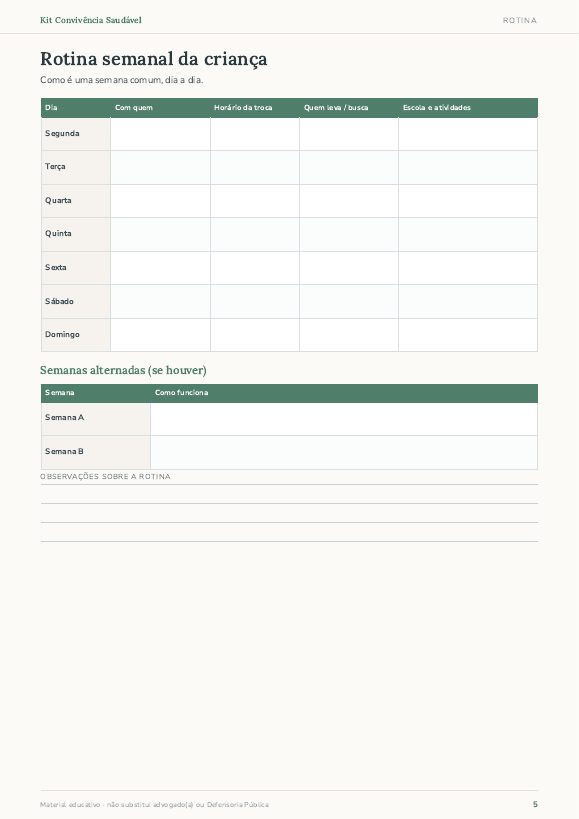 Kit Convivência Saudável
ROTINA
Rotina semanal da criança
Como é uma semana comum, dia a dia.
Dia Com quem Horário da troca Quem leva / busca Escola e atividades
Segunda
Terça
Quarta
Quinta
Sexta
Sábado
Domingo
Semanas alternadas (se houver)
Semana Como funciona
Semana A
Semana B
OBSERVAÇÕES SOBRE A ROTINA
Material educativo - não substitui advogado(a) ou Defensoria Pública
5